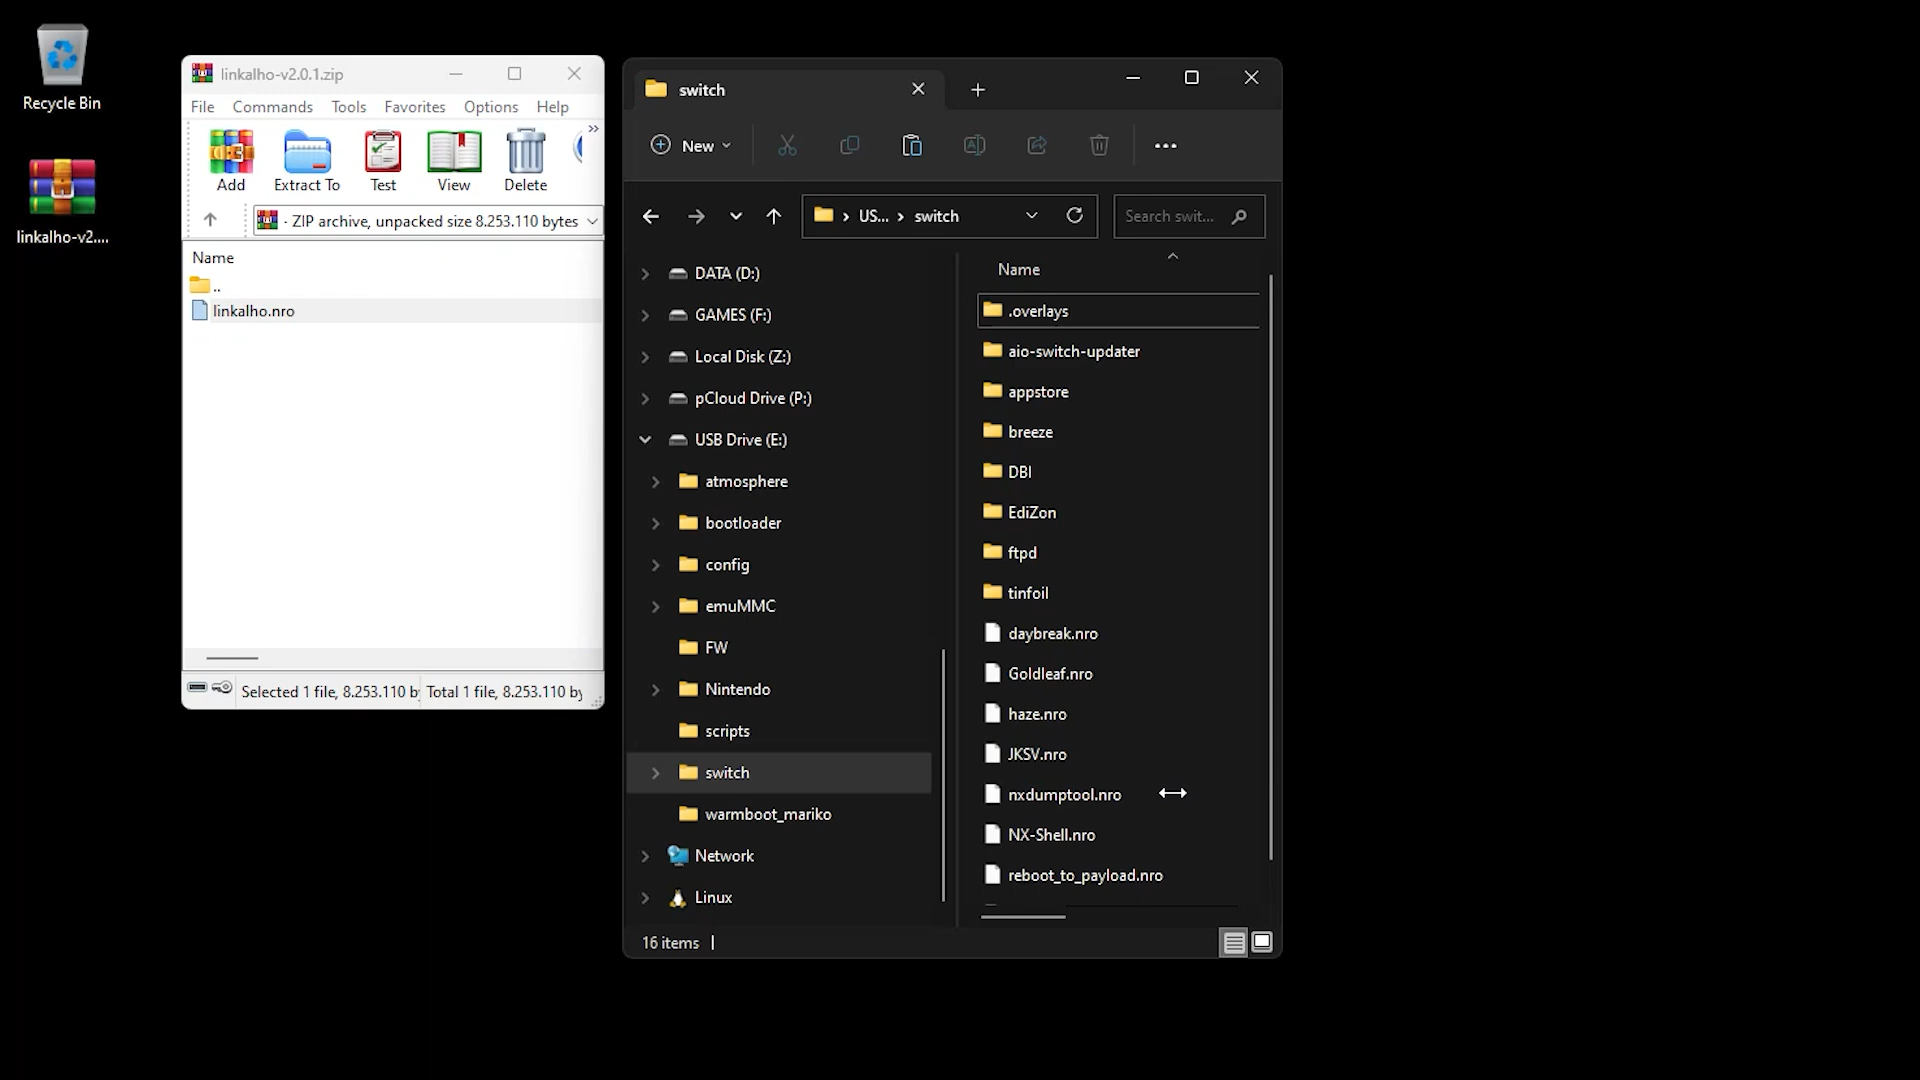 Recycle Bin
linkalho-v2....
linkalho-v2.0.1.zip
File Commands Tools Favorites Options Help
»
Add Extract To Test View Delete
- ZIP archive, unpacked size 8.253.110 bytes
Name
..
linkalho.nro
Selected 1 file, 8.253.110 by Total 1 file, 8.253.110 by
switch
New
US... › switch
Search swit...
DATA (D:)
GAMES (F:)
Local Disk (Z:)
pCloud Drive (P:)
USB Drive (E:)
atmosphere
bootloader
config
emuMMC
FW
Nintendo
scripts
switch
warmboot_mariko
Network
Linux
Name
.overlays
aio-switch-updater
appstore
breeze
DBI
EdiZon
ftpd
tinfoil
daybreak.nro
Goldleaf.nro
haze.nro
JKSV.nro
nxdumptool.nro
NX-Shell.nro
reboot_to_payload.nro
16 items